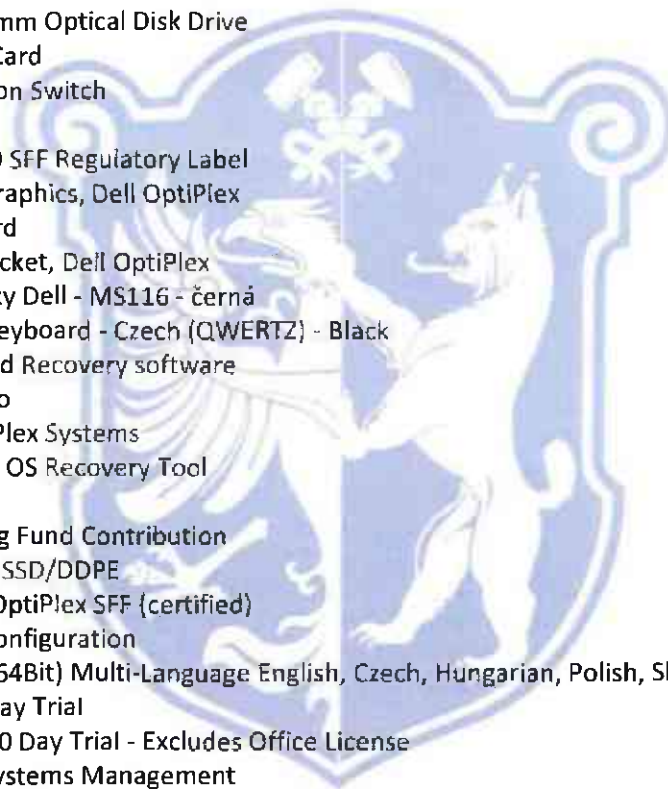 mm Optical Disk Drive
Card
on Switch
SFF Regulatory Label
raphics, Dell OptiPlex
rd
cket, Dell OptiPlex
y Dell - MS116 - černá
eyboard - Czech (QWERTZ) - Black
d Recovery software
o
Plex Systems
OS Recovery Tool
g Fund Contribution
SSD/DDPE
OptiPlex SFF (certified)
onfiguration
64Bit) Multi-Language English, Czech, Hungarian, Polish, Sl
ay Trial
0 Day Trial - Excludes Office License
ystems Management